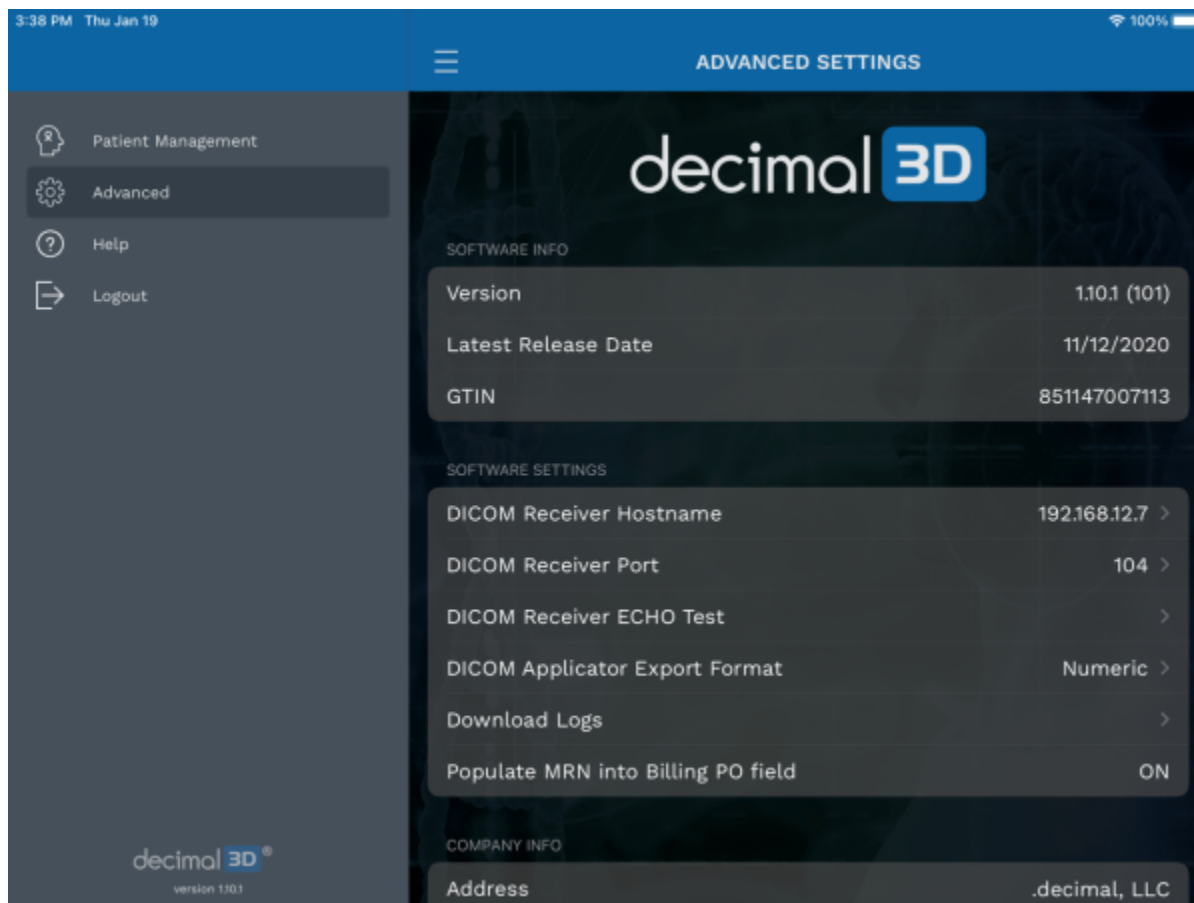 3:38 PM Thu Jan 19
100%
ADVANCED SETTINGS
Patient Management
Advanced
Help
Logout
decimal 3D®
version 1.10.1
decimal 3D
SOFTWARE INFO
Version 1.10.1 (101)
Latest Release Date 11/12/2020
GTIN 851147007113
SOFTWARE SETTINGS
DICOM Receiver Hostname 192.168.12.7 >
DICOM Receiver Port 104 >
DICOM Receiver ECHO Test >
DICOM Applicator Export Format Numeric >
Download Logs >
Populate MRN into Billing PO field ON
COMPANY INFO
Address .decimal, LLC